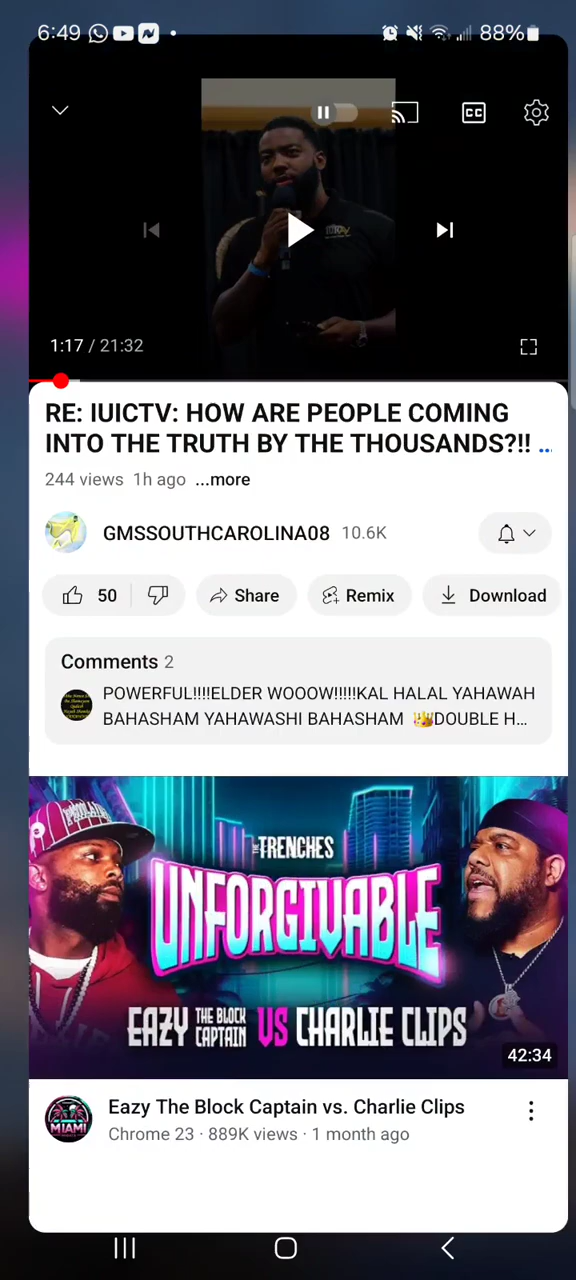 6:49
88%
CC
1:17 / 21:32
RE: IUICTV: HOW ARE PEOPLE COMING
INTO THE TRUTH BY THE THOUSANDS?!! ...
244 views 1h ago ...more
GMSSOUTHCAROLINA08 10.6K
50 Share Remix Download
Comments 2
POWERFUL!!!!ELDER WOOOW!!!!!KAL HALAL YAHAWAH
BAHASHAM YAHAWASHI BAHASHAM 👑DOUBLE H...
THE TRENCHES
UNFORGIVABLE
EAZY THE BLOCK CAPTAIN VS CHARLIE CLIPS
42:34
MIAMI
Eazy The Block Captain vs. Charlie Clips
Chrome 23 · 889K views · 1 month ago